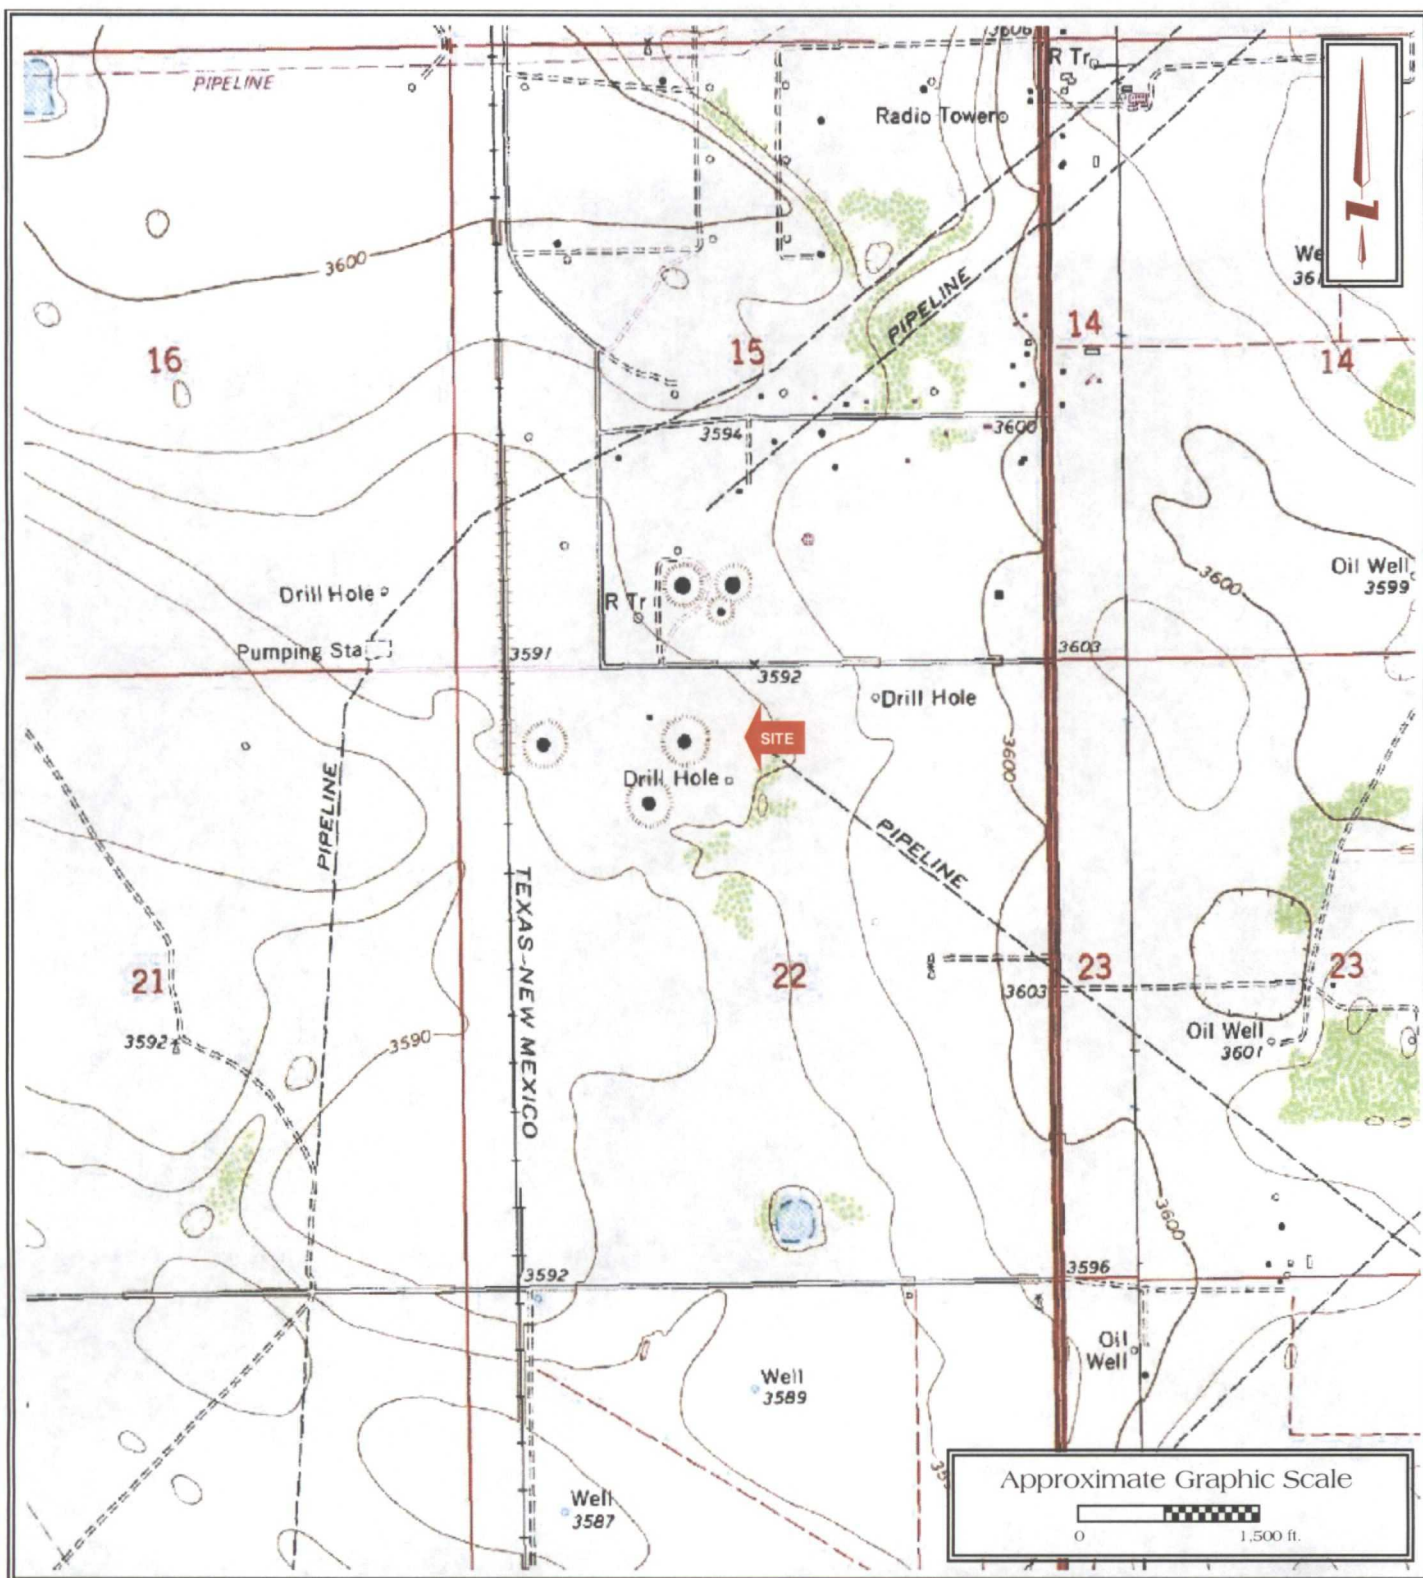 3606
R Tr
PIPELINE
Radio Tower
N
3600
PIPELINE
We
361
16
15
14
14
3594
3600
3600
Oil Well
3599
Drill Hole
R Tr
Pumping Sta
3591
3603
3592
Drill Hole
SITE
3600
Drill Hole
PIPELINE
PIPELINE
TEXAS-NEW MEXICO
21
22
23
23
3603
3592
3590
Oil Well
3601
3600
3592
3596
Oil
Well
Well
3589
Well
3587
Approximate Graphic Scale
0
1,500 ft.